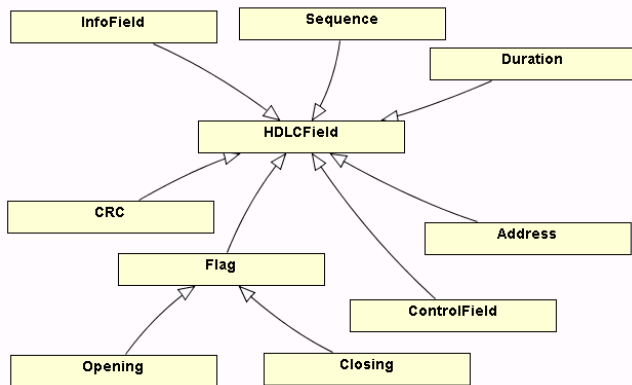 InfoField
Sequence
Duration
HDLCField
CRC
Address
Flag
ControlField
Opening
Closing